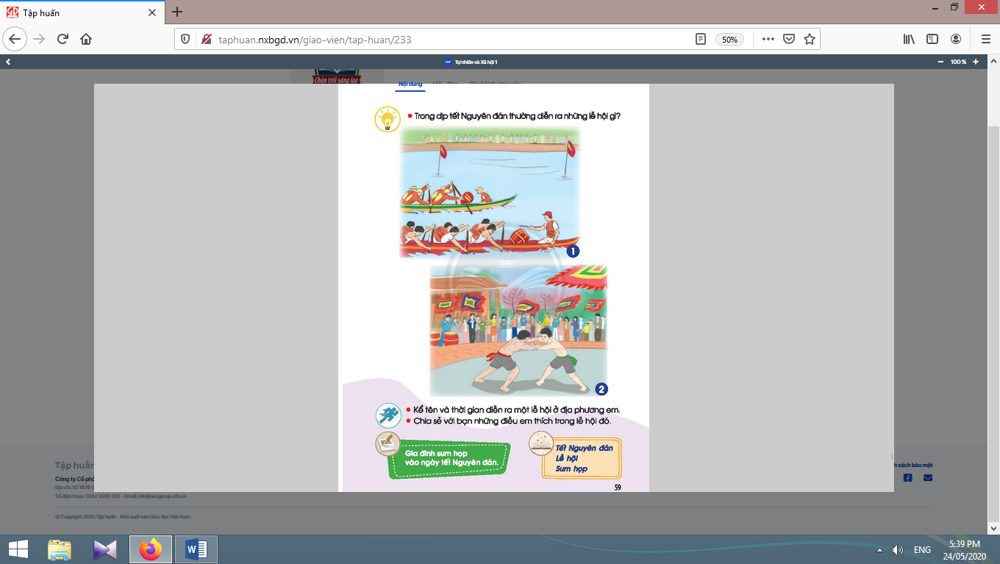 Tập huấn
taphuan.nxbgd.vn/giao-vien/tap-huan/233
50%
Tự nhiên và Xã hội 1
100 %
Chân trời sáng tạo
Nội dung
Trong dịp tết Nguyên đán thường diễn ra những lễ hội gì?
1
2
Kể tên và thời gian diễn ra một lễ hội ở địa phương em.
Chia sẻ với bạn những điều em thích trong lễ hội đó.
Gia đình sum họp
vào ngày tết Nguyên đán.
Tết Nguyên đán
Lễ hội
Sum họp
59
Tập huấn
Công ty Cổ phầ
Địa chỉ: Số 187B G
Số điện thoại: 0242 2610 333 - Email: info@aesgroup.edu.vn
h sách bảo mật
© Copyright 2020 Tập huấn - Nhà xuất bản Giáo dục Việt Nam
ENG
5:39 PM
24/05/2020